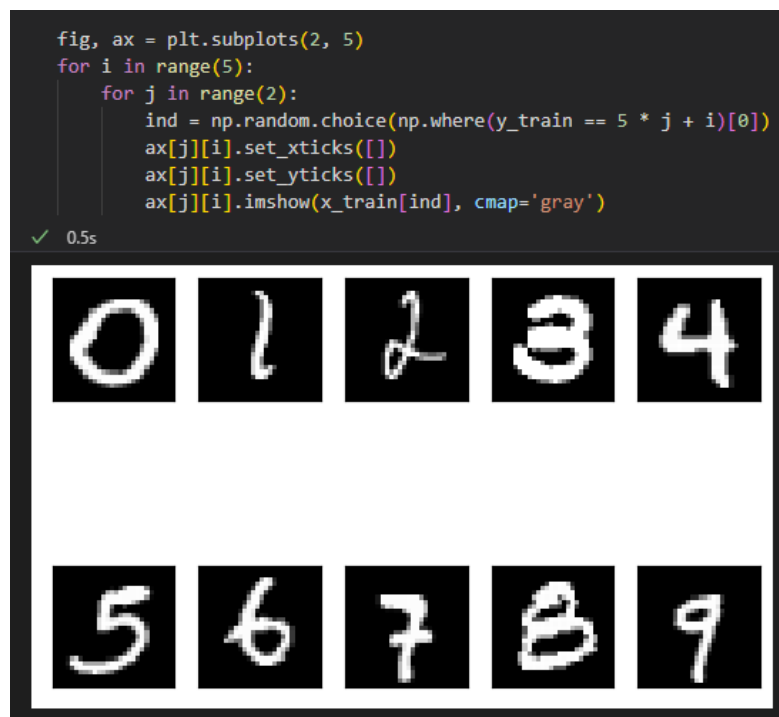 fig, ax = plt.subplots(2, 5)
for i in range(5):
    for j in range(2):
        ind = np.random.choice(np.where(y_train == 5 * j + i)[0])
        ax[j][i].set_xticks([])
        ax[j][i].set_yticks([])
        ax[j][i].imshow(x_train[ind], cmap='gray')
✓ 0.5s
0 1 2 3 4
5 6 7 8 9